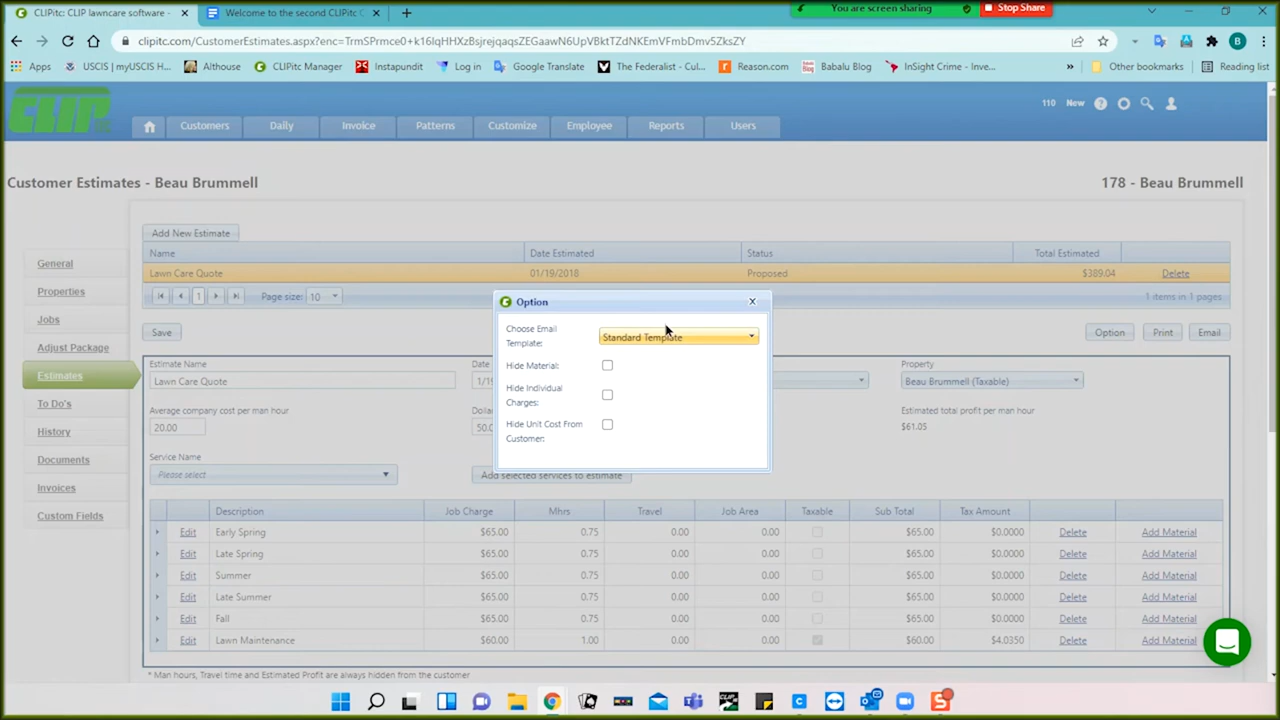 CLIPitc: CLIP lawncare software -
Welcome to the second CLIPitc C
You are screen sharing
Stop Share
clipitc.com/CustomerEstimates.aspx?enc=TrmSPrmce0+k16lqHHXzBsjrejqaqsZEGaawN6UpVBktTZdNKEmVFmbDmv5ZksZY
B
Apps
USCIS | myUSCIS H...
Althouse
CLIPitc Manager
Instapundit
Log in
Google Translate
The Federalist - Cul...
Reason.com
Babalu Blog
InSight Crime - Inve...
»
Other bookmarks
Reading list
CLIP
110 New
Home
Customers
Daily
Invoice
Patterns
Customize
Employee
Reports
Users
Customer Estimates - Beau Brummell
178 - Beau Brummell
General
Properties
Jobs
Adjust Package
Estimates
To Do's
History
Documents
Invoices
Custom Fields
Add New Estimate
Name Date Estimated Status Total Estimated
Lawn Care Quote 01/19/2018 Proposed $389.04 Delete
1 Page size: 10 1 items in 1 pages
Save
Option Print Email
Option
Choose Email
Template:
Standard Template
Hide Material:
Hide Individual
Charges:
Hide Unit Cost From
Customer:
Estimate Name
Lawn Care Quote
Date
1/19
Property
Beau Brummell (Taxable)
Average company cost per man hour
20.00
Dolla
50.0
Estimated total profit per man hour
$61.05
Service Name
Please select
Add selected services to estimate
Description Job Charge Mhrs Travel Job Area Taxable Sub Total Tax Amount
Edit Early Spring $65.00 0.75 0.00 0.00 $65.00 $0.0000 Delete Add Material
Edit Late Spring $65.00 0.75 0.00 0.00 $65.00 $0.0000 Delete Add Material
Edit Summer $65.00 0.75 0.00 0.00 $65.00 $0.0000 Delete Add Material
Edit Late Summer $65.00 0.75 0.00 0.00 $65.00 $0.0000 Delete Add Material
Edit Fall $65.00 0.75 0.00 0.00 $65.00 $0.0000 Delete Add Material
Edit Lawn Maintenance $60.00 1.00 0.00 0.00 $60.00 $4.0350 Delete Add Material
* Man hours, Travel time and Estimated Profit are always hidden from the customer